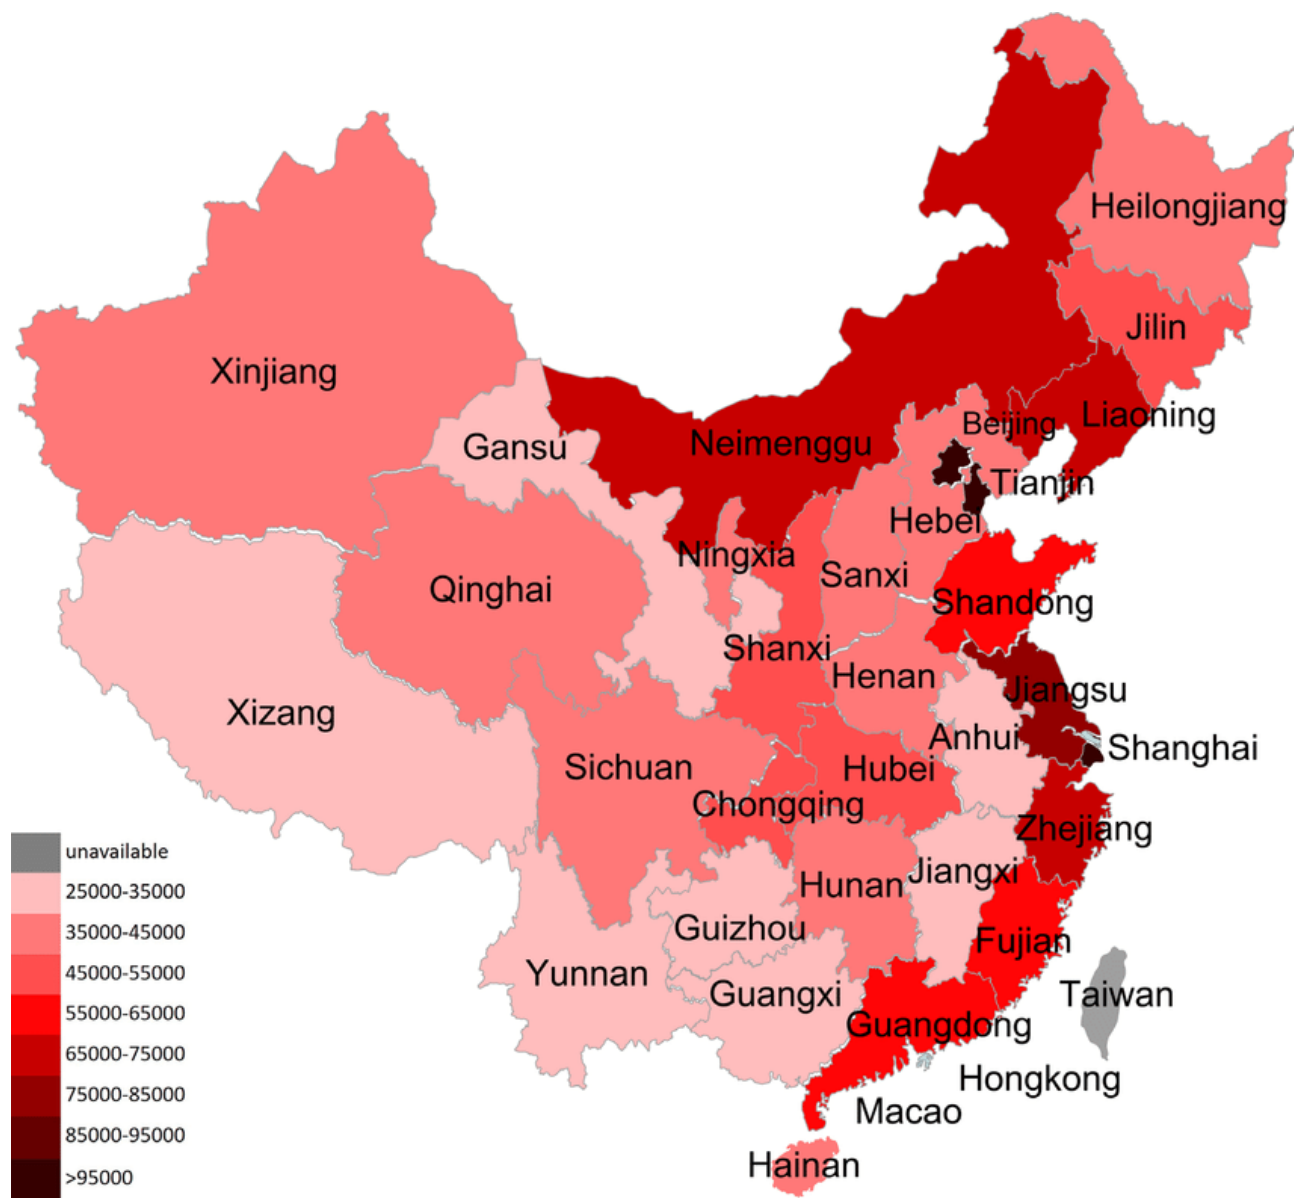 Heilongjiang
Jilin
Xinjiang
Liaoning
Beijing
Neimenggu
Gansu
Tianjin
Hebei
Ningxia
Sanxi
Qinghai
Shandong
Shanxi
Henan
Jiangsu
Xizang
Anhui
Shanghai
Sichuan
Hubei
Chongqing
Zhejiang
unavailable
Jiangxi
25000-35000
Hunan
Guizhou
35000-45000
Fujian
Yunnan
45000-55000
Guangxi
Taiwan
55000-65000
Guangdong
65000-75000
Hongkong
75000-85000
Macao
85000-95000
Hainan
>95000